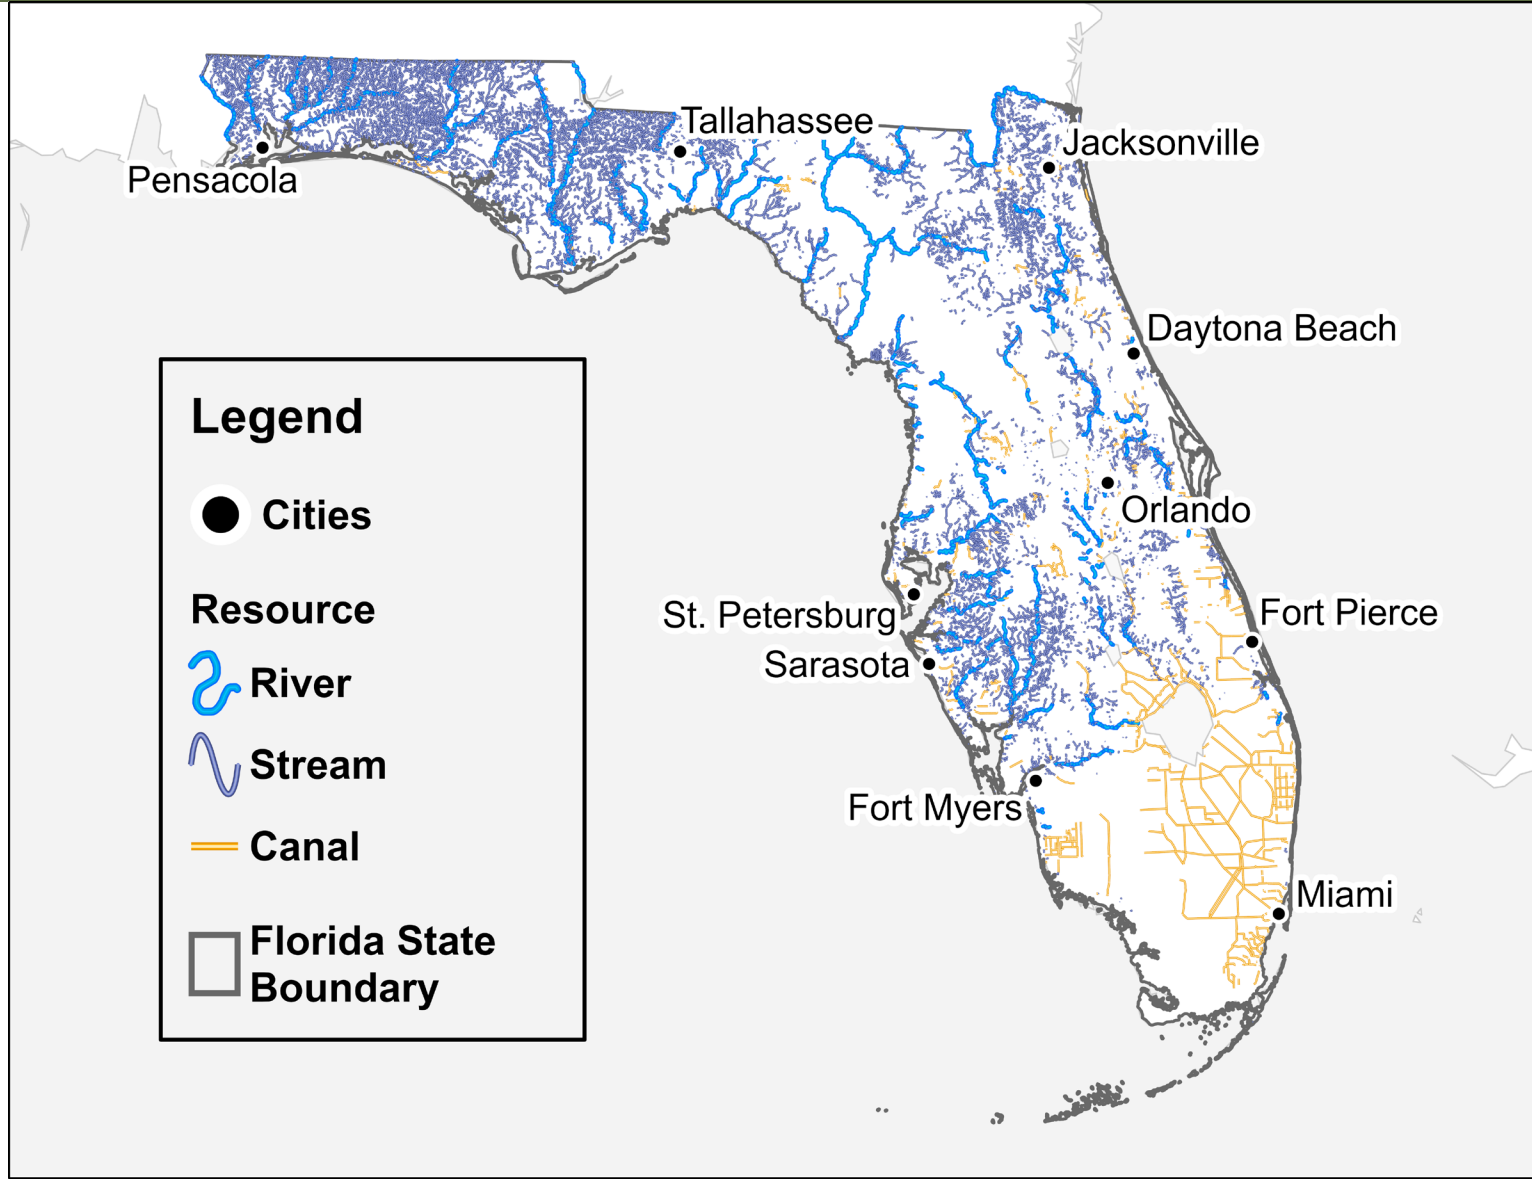 Tallahassee
Jacksonville
Pensacola
Daytona Beach
Legend
Cities
Orlando
Resource
St. Petersburg
Fort Pierce
Sarasota
River
Stream
Fort Myers
Canal
Miami
Florida State
Boundary